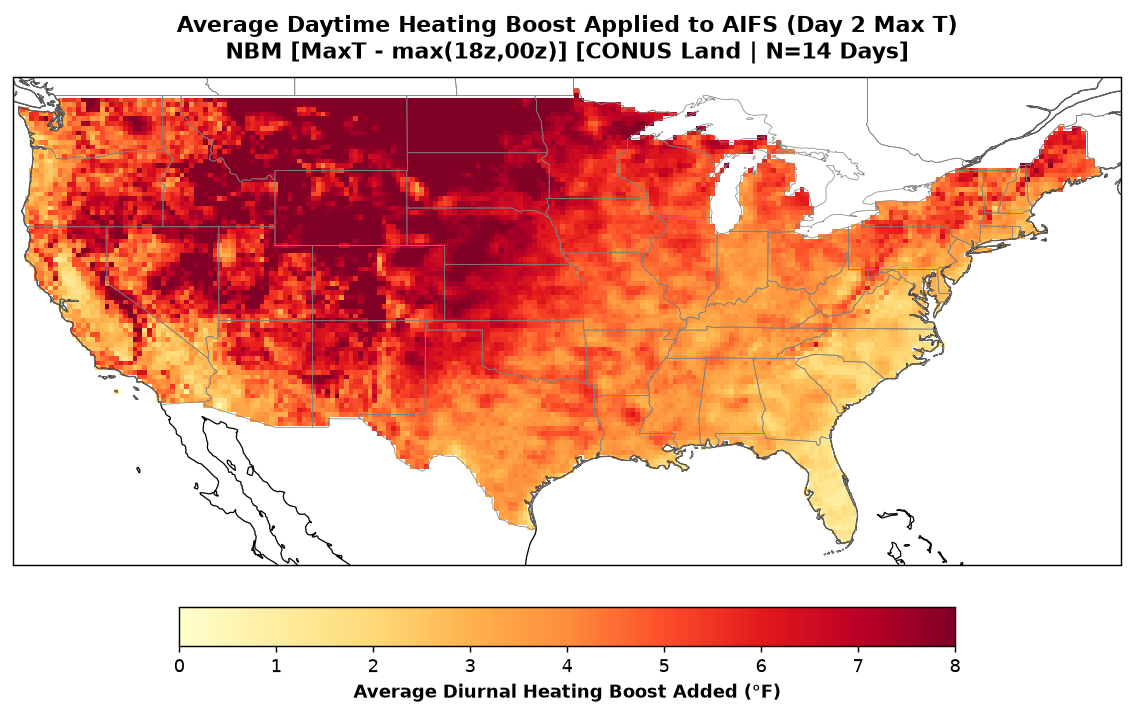 Average Daytime Heating Boost Applied to AIFS (Day 2 Max T)
NBM [MaxT - max(18z,00z)] [CONUS Land | N=14 Days]
0 1 2 3 4 5 6 7 8
Average Diurnal Heating Boost Added (°F)